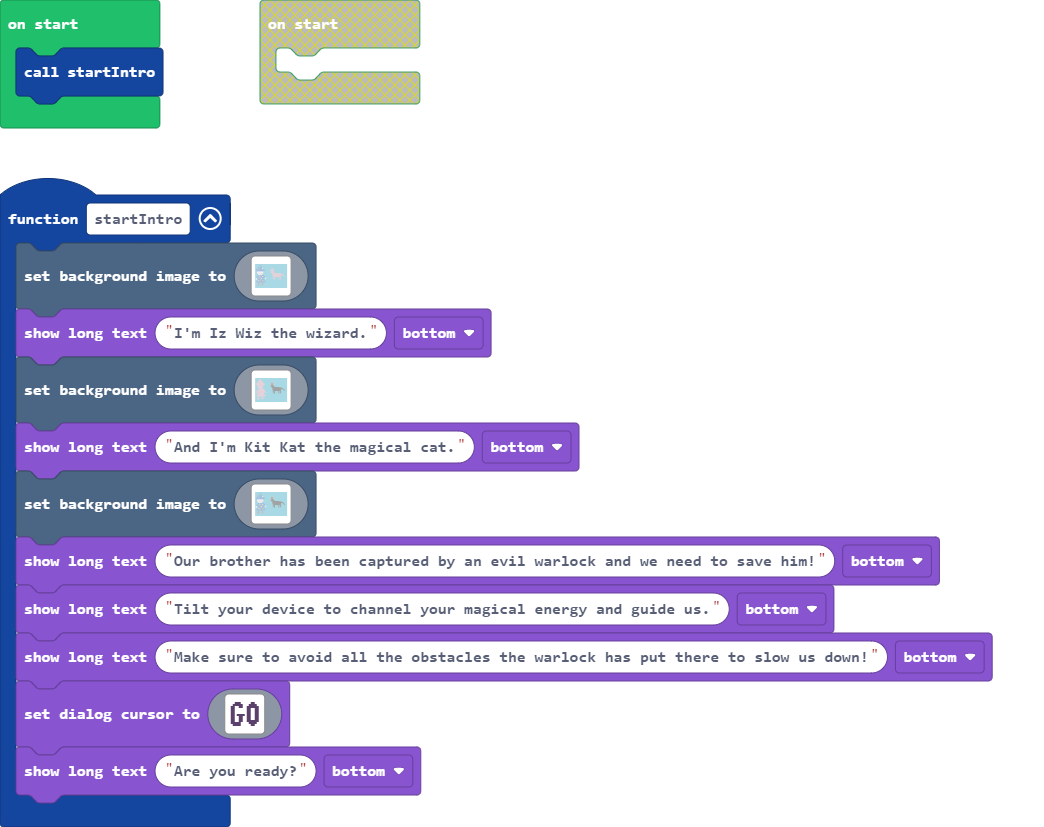 on start
on start
call startIntro
function startIntro
set background image to
show long text "I'm Iz Wiz the wizard." bottom
set background image to
show long text "And I'm Kit Kat the magical cat." bottom
set background image to
show long text "Our brother has been captured by an evil warlock and we need to save him!" bottom
show long text "Tilt your device to channel your magical energy and guide us." bottom
show long text "Make sure to avoid all the obstacles the warlock has put there to slow us down!" bottom
set dialog cursor to GO
show long text "Are you ready?" bottom